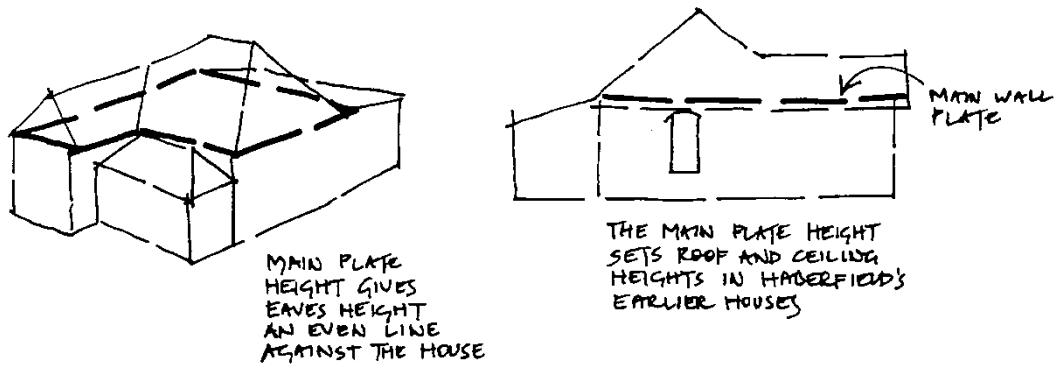 MAIN PLATE
HEIGHT GIVES
EAVES HEIGHT
AN EVEN LINE
AGAINST THE HOUSE
MAIN WALL
PLATE
THE MAIN PLATE HEIGHT
SETS ROOF AND CEILING
HEIGHTS IN HABERFIELD'S
EARLIER HOUSES